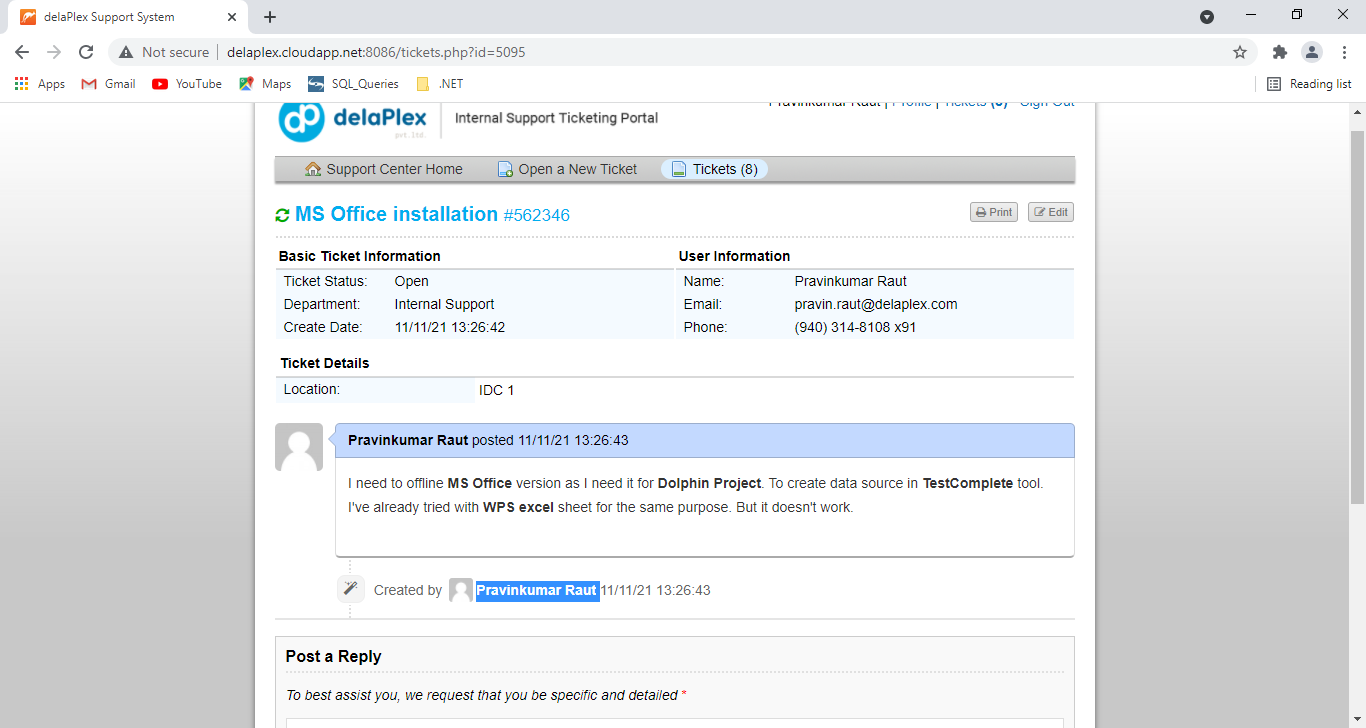 delaPlex Support System
Not secure delaplex.cloudapp.net:8086/tickets.php?id=5095
Apps Gmail YouTube Maps SQL_Queries .NET Reading list
Pravinkumar Raut | Profile | Tickets (8) - Sign Out
delaPlex
pvt. ltd.
Internal Support Ticketing Portal
Support Center Home Open a New Ticket Tickets (8)
MS Office installation #562346 Print Edit
Basic Ticket Information User Information
Ticket Status: Open Name: Pravinkumar Raut
Department: Internal Support Email: pravin.raut@delaplex.com
Create Date: 11/11/21 13:26:42 Phone: (940) 314-8108 x91
Ticket Details
Location: IDC 1
Pravinkumar Raut posted 11/11/21 13:26:43
I need to offline MS Office version as I need it for Dolphin Project. To create data source in TestComplete tool.
I've already tried with WPS excel sheet for the same purpose. But it doesn't work.
Created by Pravinkumar Raut 11/11/21 13:26:43
Post a Reply
To best assist you, we request that you be specific and detailed *